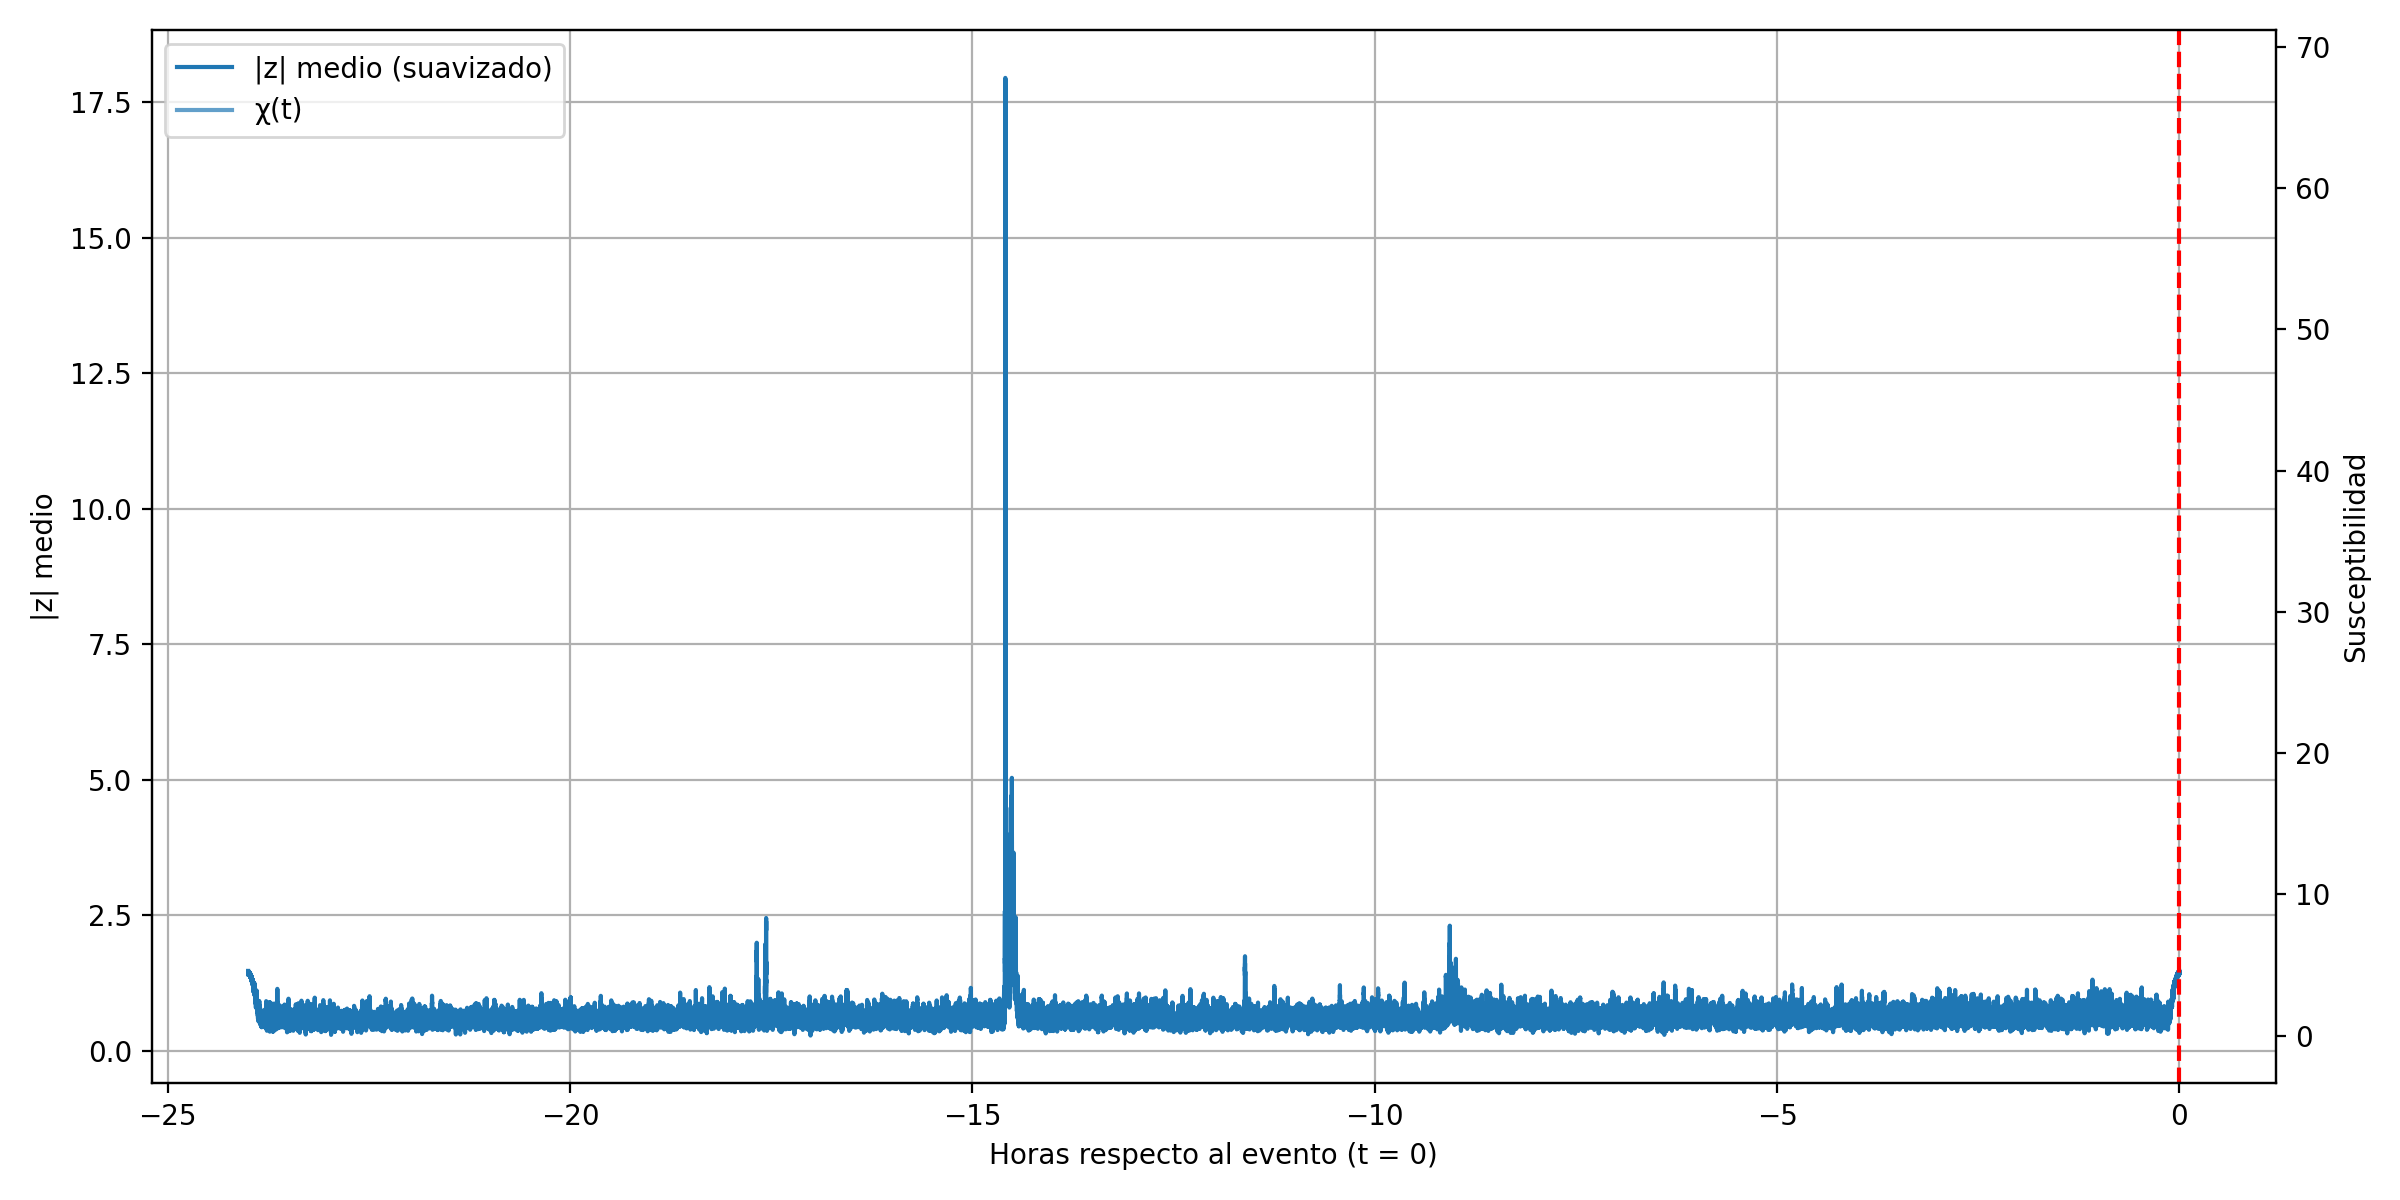 |z| medio (suavizado)
χ(t)
17.5
15.0
12.5
10.0
7.5
5.0
2.5
0.0
|z| medio
70
60
50
40
30
20
10
0
Susceptibilidad
−25 −20 −15 −10 −5 0
Horas respecto al evento (t = 0)